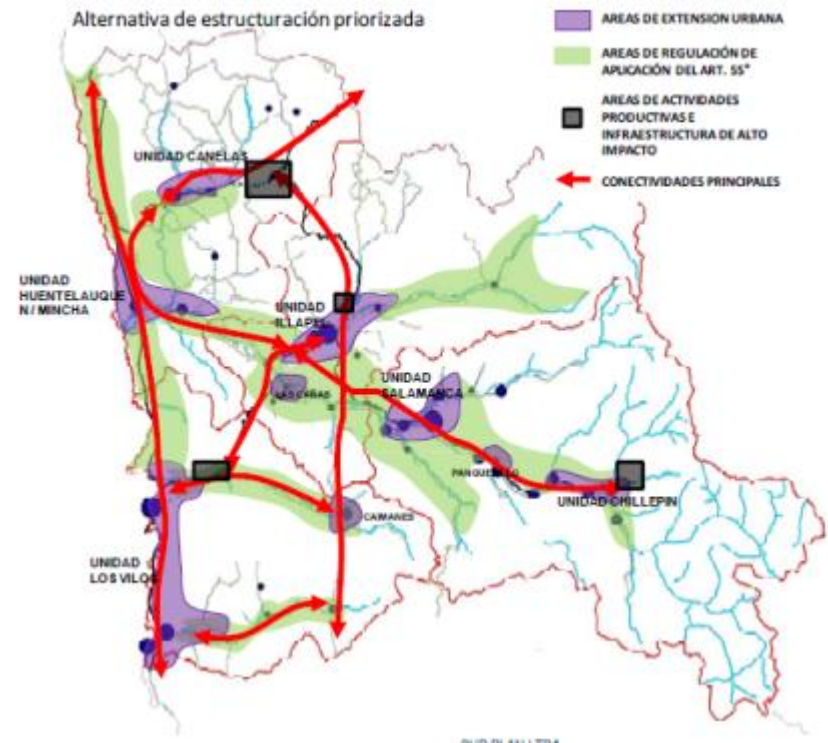 Alternativa de estructuración priorizada
AREAS DE EXTENSION URBANA
AREAS DE REGULACIÓN DE
APLICACIÓN DEL ART. 55°
AREAS DE ACTIVIDADES
PRODUCTIVAS E
INFRAESTRUCTURA DE ALTO
IMPACTO
CONECTIVIDADES PRINCIPALES
UNIDAD CANELAS
UNIDAD
HUENTELAUQUE
N / MINCHA
UNIDAD
ILLAPEL
UNIDAD
SALAMANCA
LAS CAÑAS
UNIDAD CHILLEPIN
CAIMANES
UNIDAD
LOS VILOS